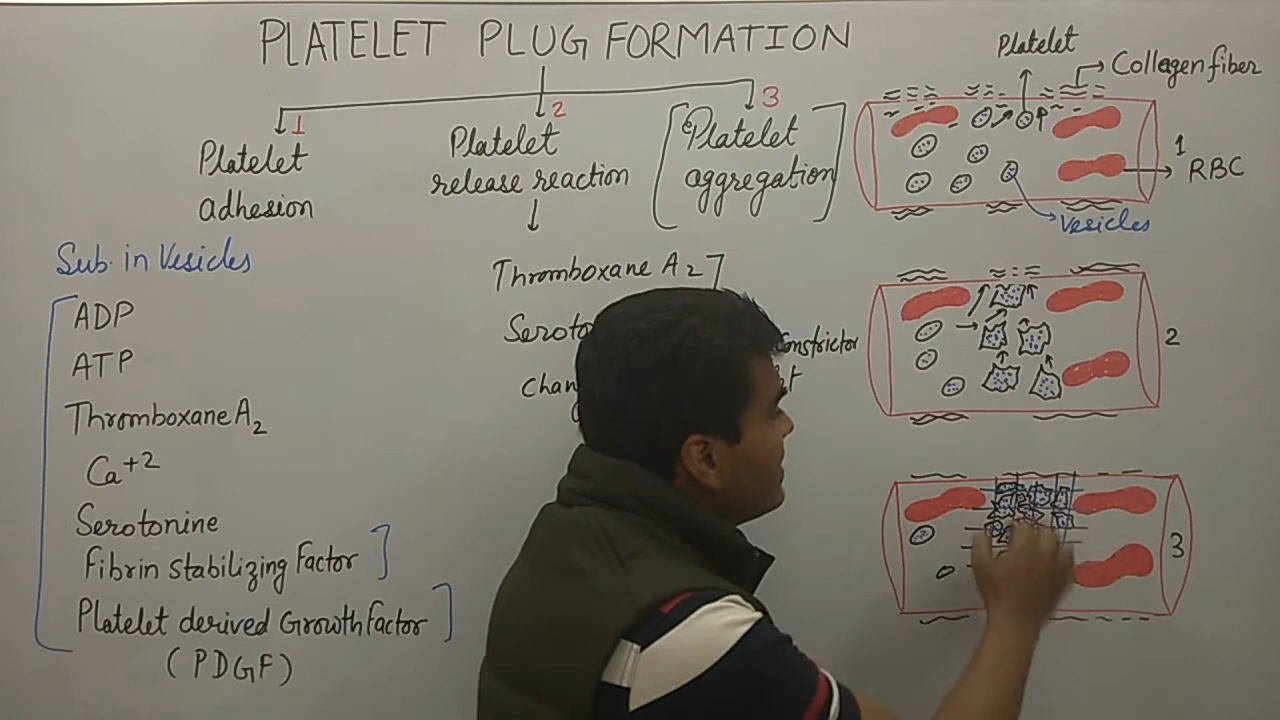 PLATELET PLUG FORMATION
1
Platelet
adhesion
2
Platelet
release reaction
3
Platelet
aggregation
Sub. in Vesicles
ADP
ATP
Thromboxane A2
Ca+2
Serotonine
Fibrin stabilizing Factor
Platelet derived Growth Factor
(PDGF)
Thromboxane A2
Platelet
Collagen fiber
1
RBC
Vesicles
2
3